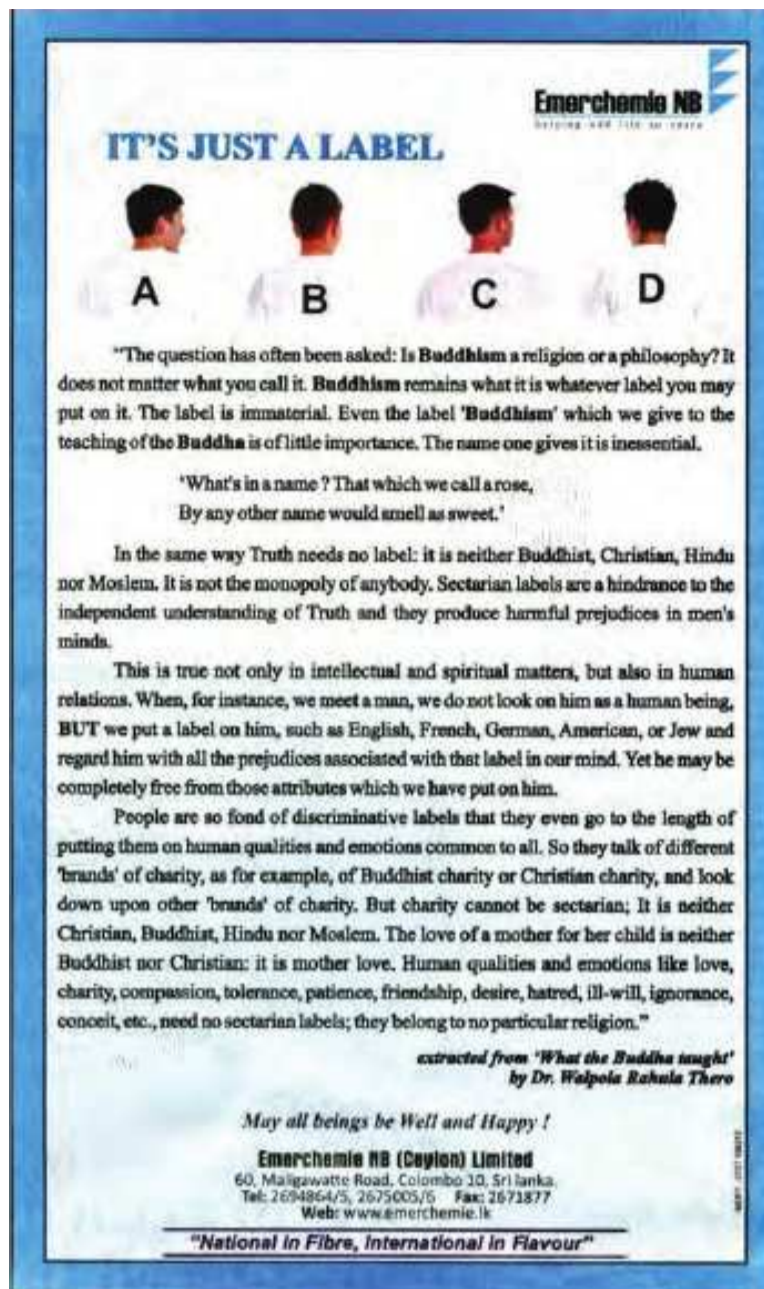 Emerchemie NB
helping add life to years
IT'S JUST A LABEL
A B C D
"The question has often been asked: Is Buddhism a religion or a philosophy? It
does not matter what you call it. Buddhism remains what it is whatever label you may
put on it. The label is immaterial. Even the label 'Buddhism' which we give to the
teaching of the Buddha is of little importance. The name one gives it is inessential.
'What's in a name ? That which we call a rose,
By any other name would smell as sweet.'
In the same way Truth needs no label: it is neither Buddhist, Christian, Hindu
nor Moslem. It is not the monopoly of anybody. Sectarian labels are a hindrance to the
independent understanding of Truth and they produce harmful prejudices in men's
minds.
This is true not only in intellectual and spiritual matters, but also in human
relations. When, for instance, we meet a man, we do not look on him as a human being,
BUT we put a label on him, such as English, French, German, American, or Jew and
regard him with all the prejudices associated with that label in our mind. Yet he may be
completely free from those attributes which we have put on him.
People are so fond of discriminative labels that they even go to the length of
putting them on human qualities and emotions common to all. So they talk of different
'brands' of charity, as for example, of Buddhist charity or Christian charity, and look
down upon other 'brands' of charity. But charity cannot be sectarian; It is neither
Christian, Buddhist, Hindu nor Moslem. The love of a mother for her child is neither
Buddhist nor Christian: it is mother love. Human qualities and emotions like love,
charity, compassion, tolerance, patience, friendship, desire, hatred, ill-will, ignorance,
conceit, etc., need no sectarian labels; they belong to no particular religion."
extracted from 'What the Buddha taught'
by Dr. Walpola Rahula Thero
May all beings be Well and Happy !
Emerchemie NB (Ceylon) Limited
60, Maligawatte Road, Colombo 10, Sri lanka.
Tel: 2694864/5, 2675005/6 Fax: 2671877
Web: www.emerchemie.lk
"National in Fibre, International in Flavour"